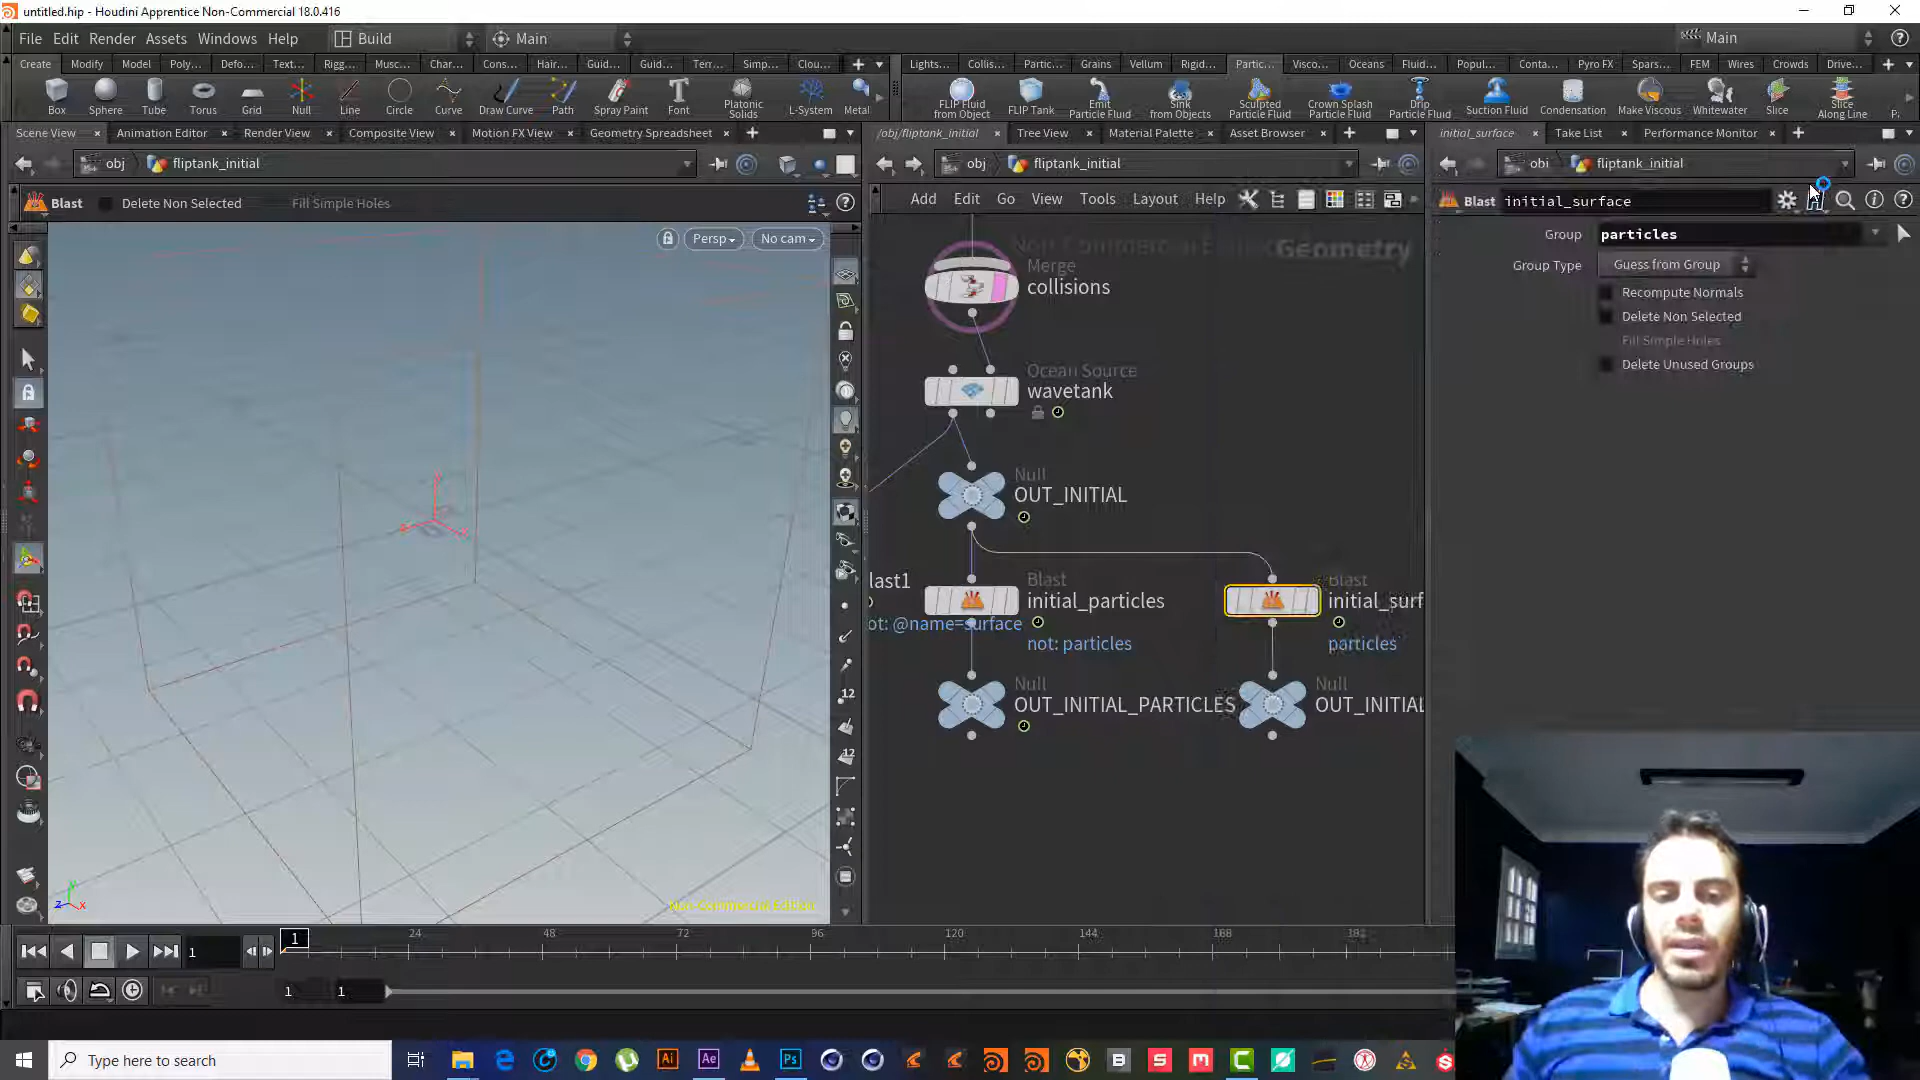 untitled.hip - Houdini Apprentice Non-Commercial 18.0.416
File Edit Render Assets Windows Help Build Main Main
Create Modify Model Poly... Defo... Text... Rigg... Musc... Char... Cons... Hair... Guid... Guid... Terr... Simp... Clou...
Lights... Collis... Partic... Grains Vellum Rigid... Partic... Visco... Oceans Fluid... Popul... Conta... Pyro FX Spars... FEM Wires Crowds Drive...
Box Sphere Tube Torus Grid Null Line Circle Curve Draw Curve Path Spray Paint Font Platonic Solids L-System Metal
FLIP Fluid from Object FLIP Tank Emit Particle Fluid Sink from Objects Sculpted Particle Fluid Crown Splash Particle Fluid Drip Particle Fluid Suction Fluid Condensation Make Viscous Whitewater Slice Slice Along Line
Scene View Animation Editor Render View Composite View Motion FX View Geometry Spreadsheet
/obj/fliptank_initial Tree View Material Palette Asset Browser
initial_surface Take List Performance Monitor
obj fliptank_initial
obj fliptank_initial
obj fliptank_initial
Blast Delete Non Selected Fill Simple Holes
Add Edit Go View Tools Layout Help
Blast initial_surface
Group particles
Group Type Guess from Group
Recompute Normals
Delete Non Selected
Fill Simple Holes
Delete Unused Groups
Persp No cam
Geometry
Merge
collisions
Ocean Source
wavetank
Null
OUT_INITIAL
last1
ot: @name=surface
Blast
initial_particles
not: particles
Blast
initial_surf
particles
Null
OUT_INITIAL_PARTICLES
Null
OUT_INITIAL
12
12
y
z x
Non-Commercial Edition
1 1 24 48 72 96 120 144 168
1 1
Type here to search